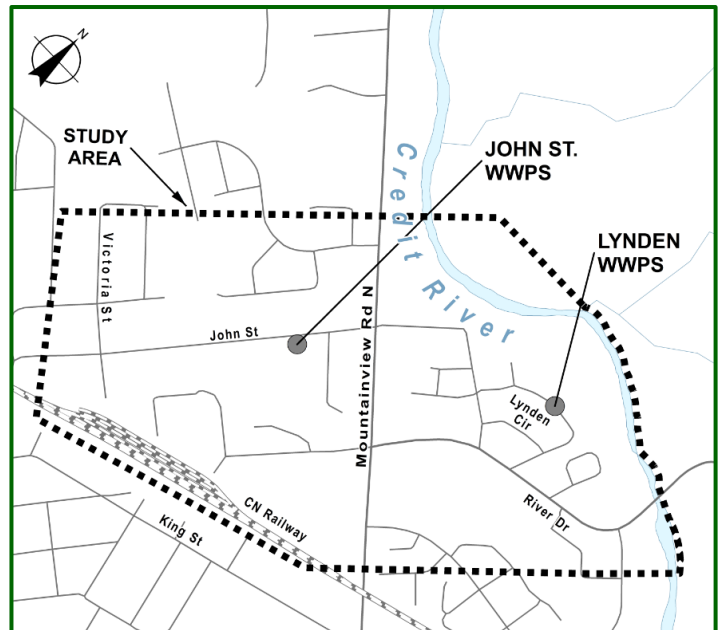 N
STUDY
AREA
JOHN ST.
WWPS
LYNDEN
WWPS
Credit River
Victoria St
John St
Mountainview Rd N
Lynden
Cir
River Dr
CN Railway
King St